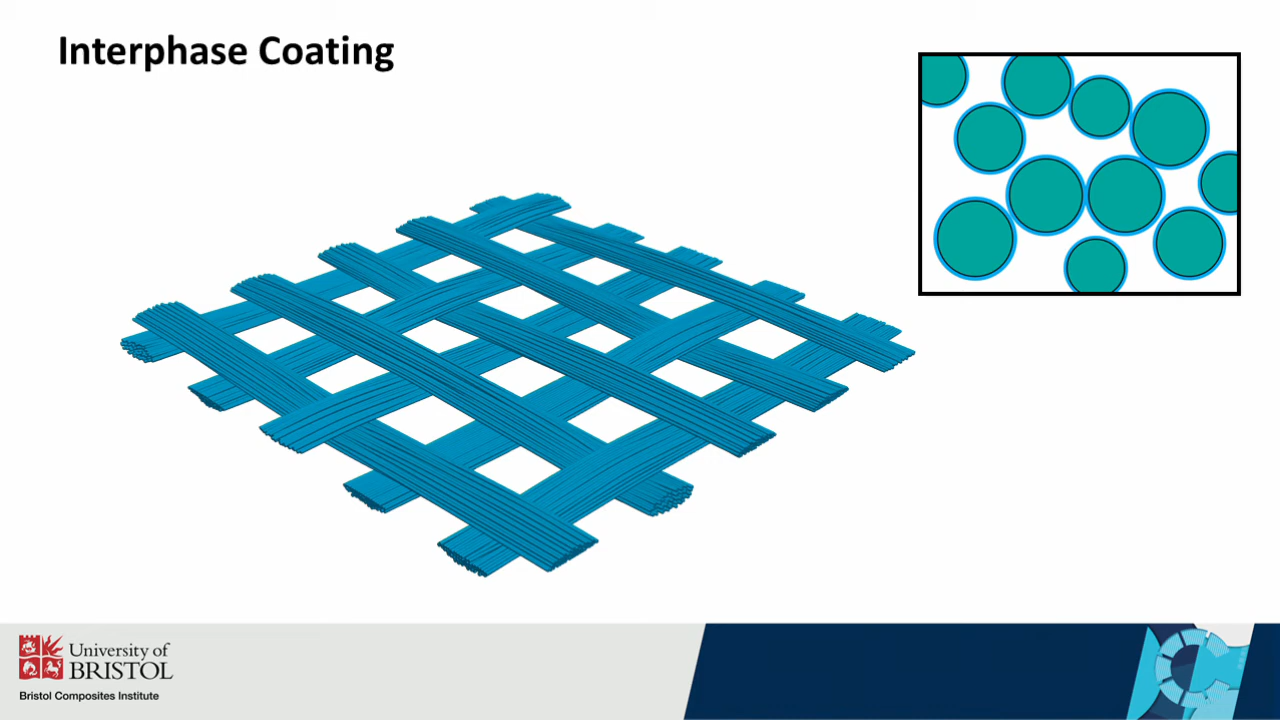 Interphase Coating
University of
BRISTOL
Bristol Composites Institute